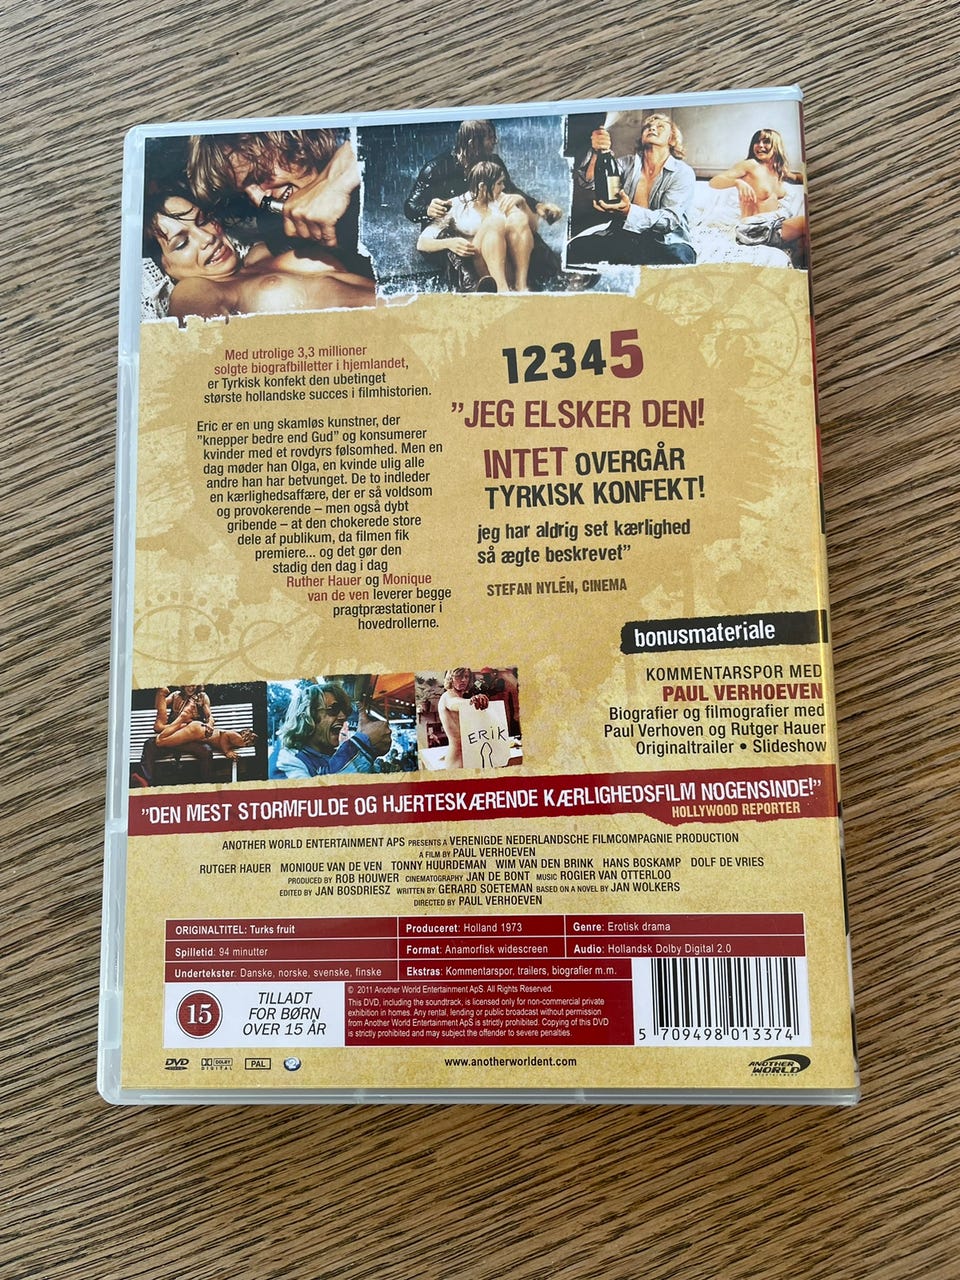 Med utrolige 3,3 millioner
solgte biografbilletter i hjemlandet,
er Tyrkisk konfekt den ubetinget
største hollandske succes i filmhistorien.
Eric er en ung skamløs kunstner, der
"knepper bedre end Gud" og konsumerer
kvinder med et rovdyrs følsomhed. Men en
dag møder han Olga, en kvinde ulig alle
andre han har betvunget. De to indleder
en kærlighedsaffære, der er så voldsom
og provokerende – men også dybt
gribende – at den chokerede store
dele af publikum, da filmen fik
premiere... og det gør den
stadig den dag i dag
Ruther Hauer og Monique
van de ven leverer begge
pragtpræstationer i
hovedrollerne.
12345
"JEG ELSKER DEN!
INTET OVERGÅR
TYRKISK KONFEKT!
jeg har aldrig set kærlighed
så ægte beskrevet"
STEFAN NYLÉN, CINEMA
bonusmateriale
KOMMENTARSPOR MED
PAUL VERHOEVEN
Biografier og filmografier med
Paul Verhoven og Rutger Hauer
Originaltrailer • Slideshow
ERIK
"DEN MEST STORMFULDE OG HJERTESKÆRENDE KÆRLIGHEDSFILM NOGENSINDE!"
HOLLYWOOD REPORTER
ANOTHER WORLD ENTERTAINMENT APS PRESENTS A VERENIGDE NEDERLANDSCHE FILMCOMPAGNIE PRODUCTION
A FILM BY PAUL VERHOEVEN
RUTGER HAUER MONIQUE VAN DE VEN TONNY HUURDEMAN WIM VAN DEN BRINK HANS BOSKAMP DOLF DE VRIES
PRODUCED BY ROB HOUWER CINEMATOGRAPHY JAN DE BONT MUSIC ROGIER VAN OTTERLOO
EDITED BY JAN BOSDRIESZ WRITTEN BY GERARD SOETEMAN BASED ON A NOVEL BY JAN WOLKERS
DIRECTED BY PAUL VERHOEVEN
ORIGINALTITEL: Turks fruit
Produceret: Holland 1973
Genre: Erotisk drama
Spilletid: 94 minutter
Format: Anamorfisk widescreen
Audio: Hollandsk Dolby Digital 2.0
Undertekster: Danske, norske, svenske, finske
Ekstras: Kommentarspor, trailers, biografier m.m.
15
TILLADT
FOR BØRN
OVER 15 ÅR
© 2011 Another World Entertainment ApS. All Rights Reserved.
This DVD, including the soundtrack, is licensed only for non-commercial private
exhibition in homes. Any rental, lending or public broadcast without permission
from Another World Entertainment ApS is strictly prohibited. Copying of this DVD
is strictly prohibited and may subject the offender to severe penalties.
5 709498 013374
DVD
DOLBY
DIGITAL
PAL
2
www.anotherworldent.com
ANOTHER
WORLD
ENTERTAINMENT